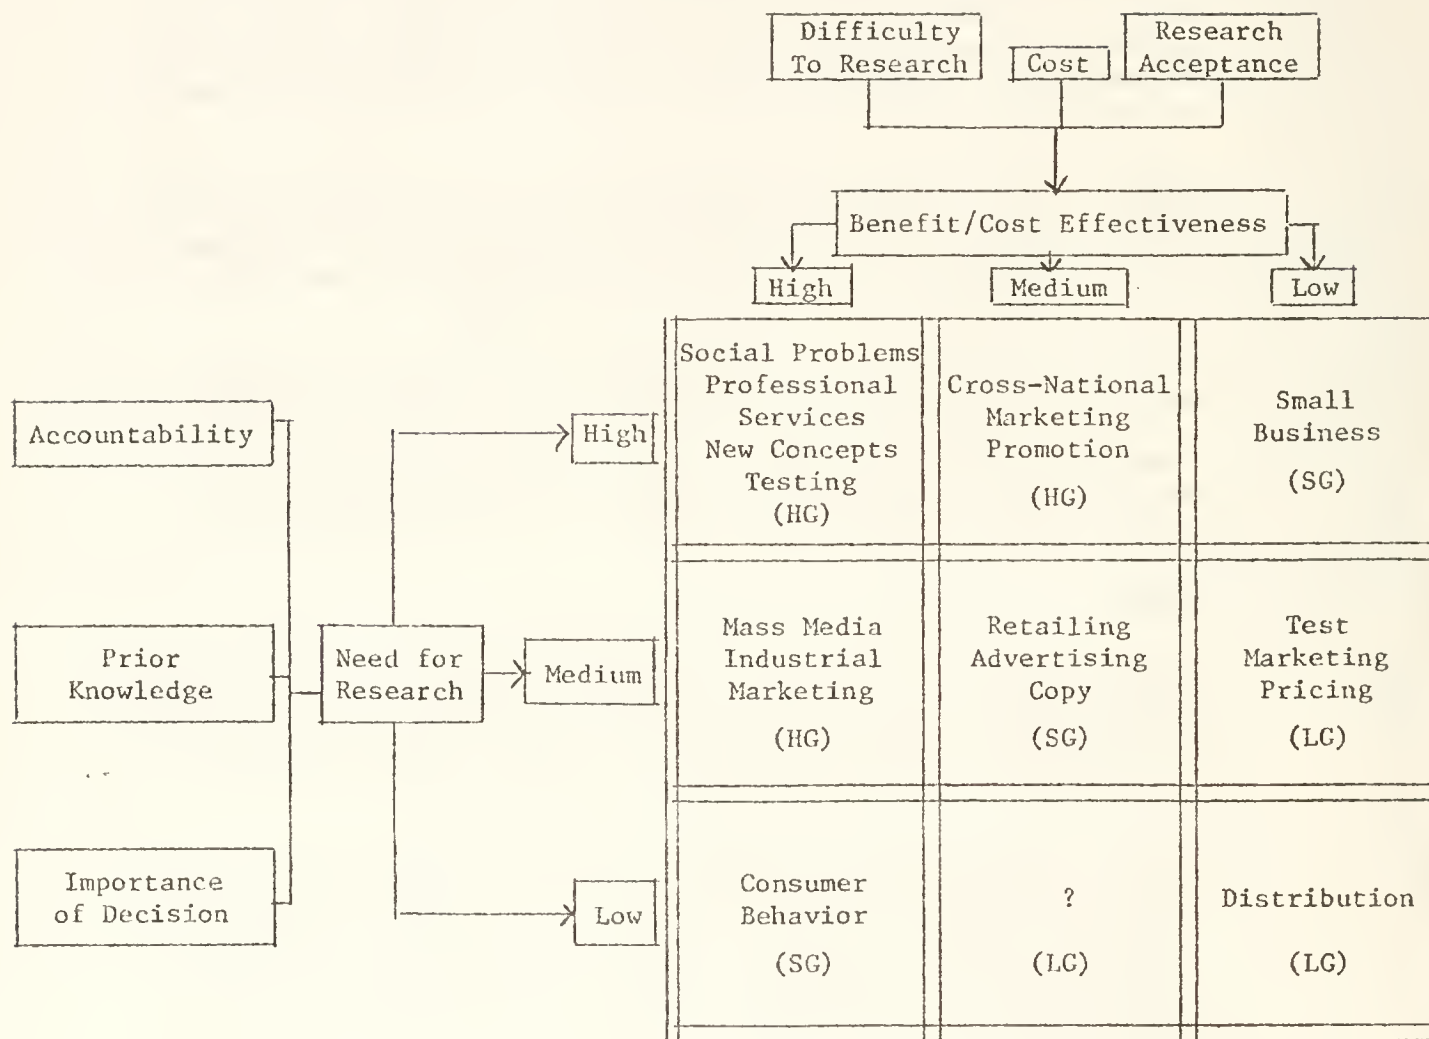 Difficulty
To Research
Cost
Research
Acceptance
Benefit/Cost Effectiveness
High
Medium
Low
Accountability
Prior
Knowledge
Importance
of Decision
Need for
Research
High
Medium
Low
Social Problems
Professional
Services
New Concepts
Testing
(HG)
Cross-National
Marketing
Promotion
(HG)
Small
Business
(SG)
Mass Media
Industrial
Marketing
(HG)
Retailing
Advertising
Copy
(SG)
Test
Marketing
Pricing
(LG)
Consumer
Behavior
(SG)
?
(LG)
Distribution
(LG)